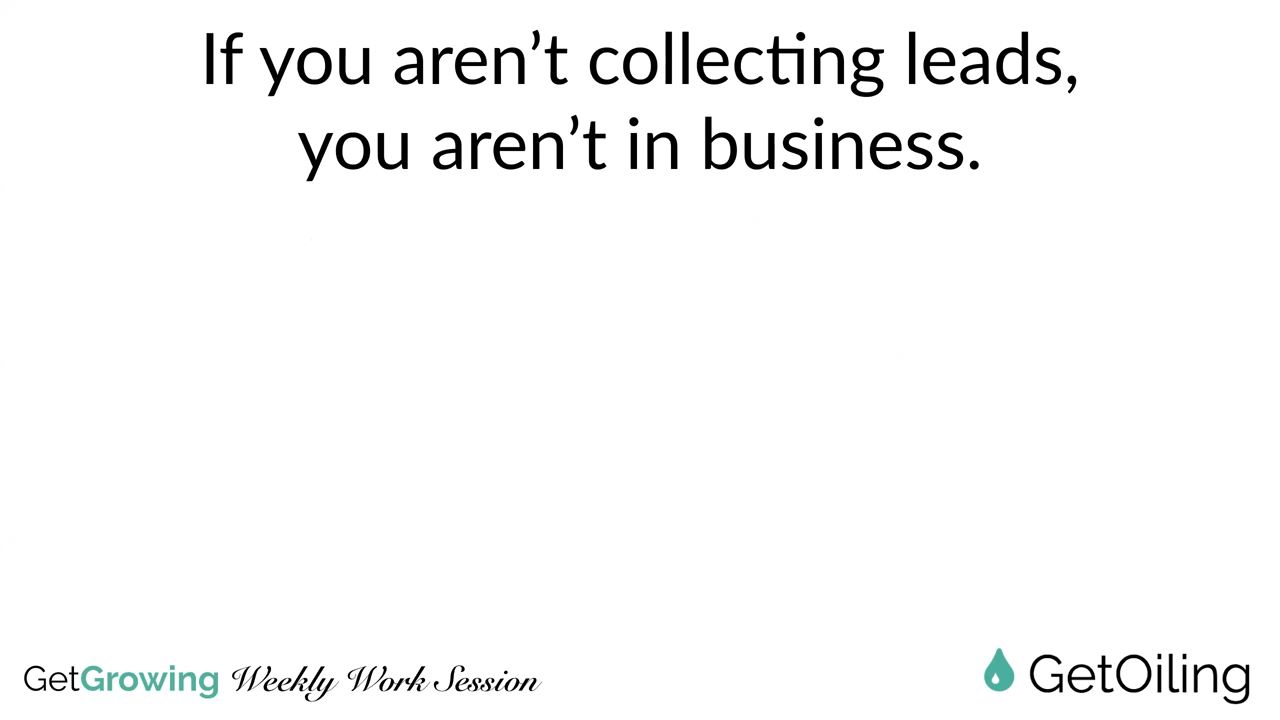 If you aren’t collecting leads,
you aren’t in business.
GetGrowing Weekly Work Session
GetOiling